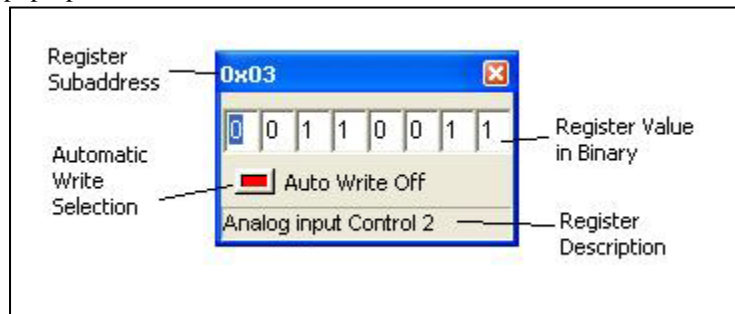 Register
Subaddress
0x03
0 0 1 1 0 0 1 1
Register Value
in Binary
Automatic
Write
Selection
Auto Write Off
Analog input Control 2
Register
Description